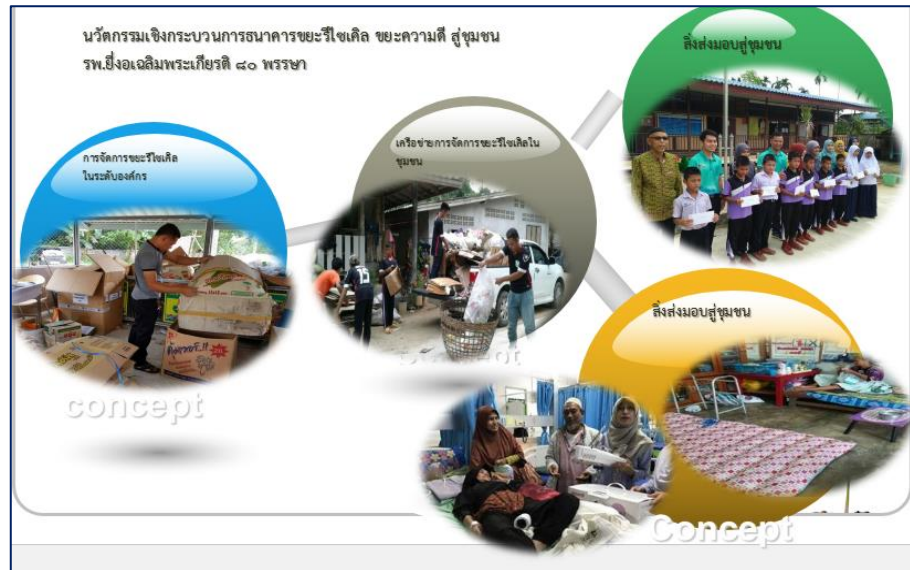 นวัตกรรมเชิงกระบวนการธนาคารขยะรีไซเคิล ขยะความดี สู่ชุมชน
รพ.ยี่งอเฉลิมพระเกียรติ ๘๐ พรรษา
การจัดการขยะรีไซเคิล
ในระดับองค์กร
เครือข่ายการจัดการขยะรีไซเคิลใน
ชุมชน
สิ่งส่งมอบสู่ชุมชน
สิ่งส่งมอบสู่ชุมชน
concept
concept
Concept